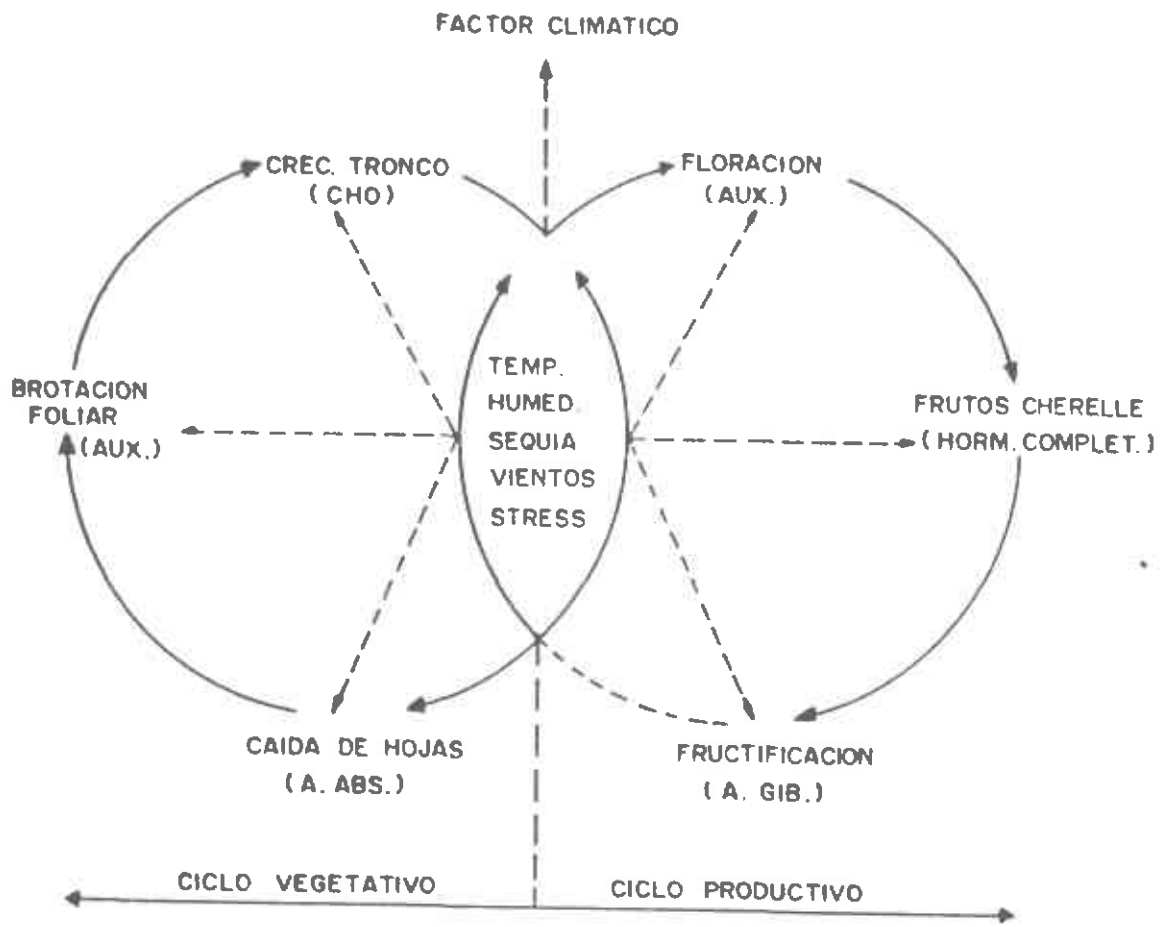 FACTOR CLIMATICO
CREC. TRONCO
(CHO)
FLORACION
(AUX.)
BROTACION
FOLIAR
(AUX.)
TEMP.
HUMED.
SEQUIA
VIENTOS
STRESS
FRUTOS CHERELLE
(HORM. COMPLET.)
CAIDA DE HOJAS
(A. ABS.)
FRUCTIFICACION
(A. GIB.)
CICLO VEGETATIVO
CICLO PRODUCTIVO